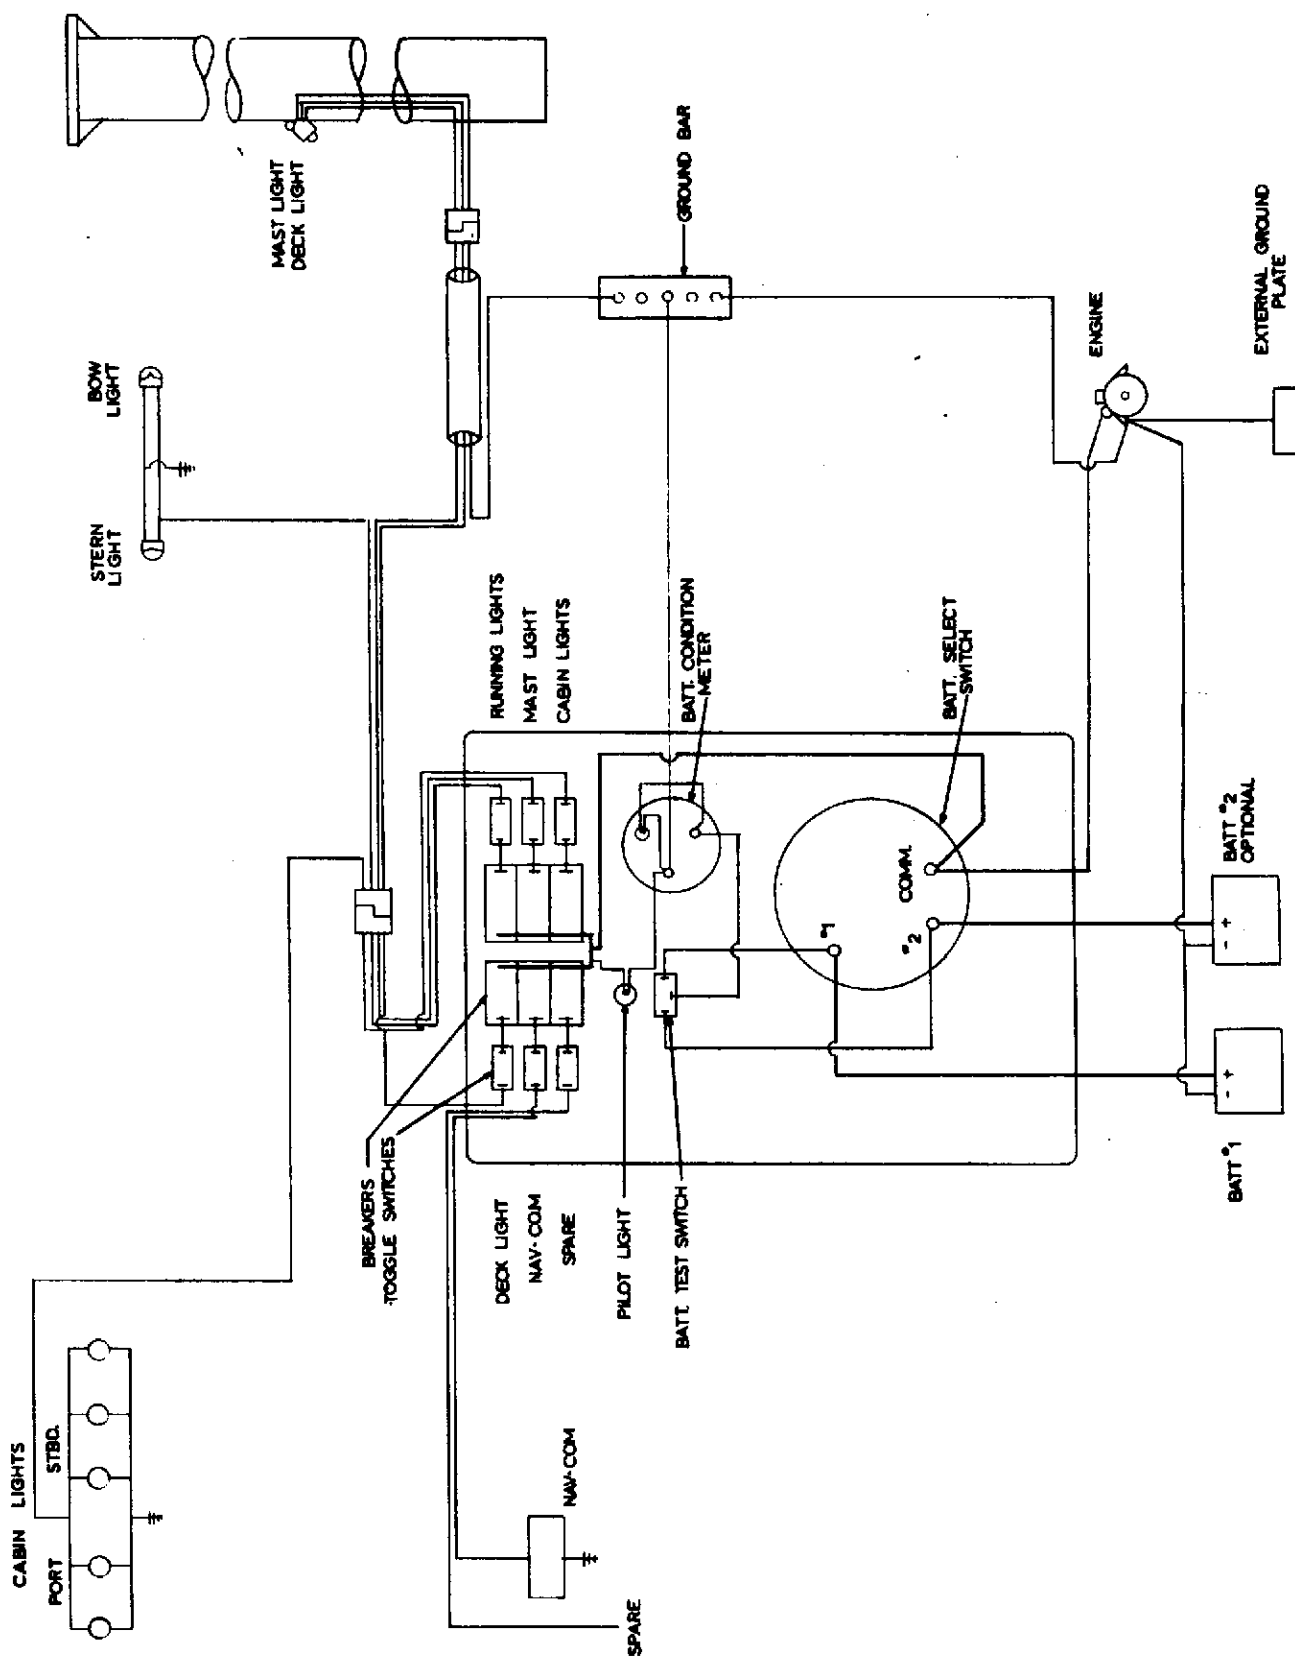 CABIN LIGHTS
PORT
STBD.
STERN
LIGHT
BOW
LIGHT
MAST LIGHT
DECK LIGHT
BREAKERS
TOGGLE SWITCHES
DECK LIGHT
NAV-COM
SPARE
PILOT LIGHT
BATT. TEST SWITCH
RUNNING LIGHTS
MAST LIGHT
CABIN LIGHTS
BATT. CONDITION
METER
BATT. SELECT
SWITCH
GROUND BAR
#1
#2
COMM.
NAV-COM
SPARE
ENGINE
EXTERNAL GROUND
PLATE
- +
BATT #1
- +
BATT #2
OPTIONAL